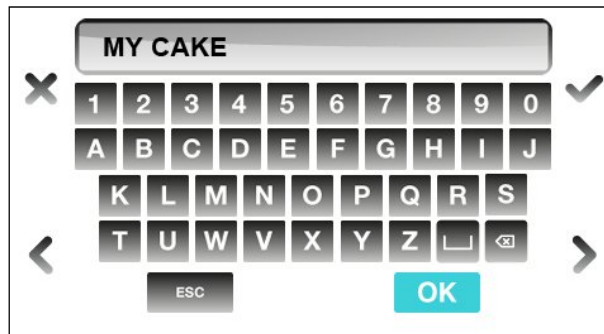 MY CAKE
1 2 3 4 5 6 7 8 9 0
A B C D E F G H I J
K L M N O P Q R S
T U W V X Y Z
ESC OK